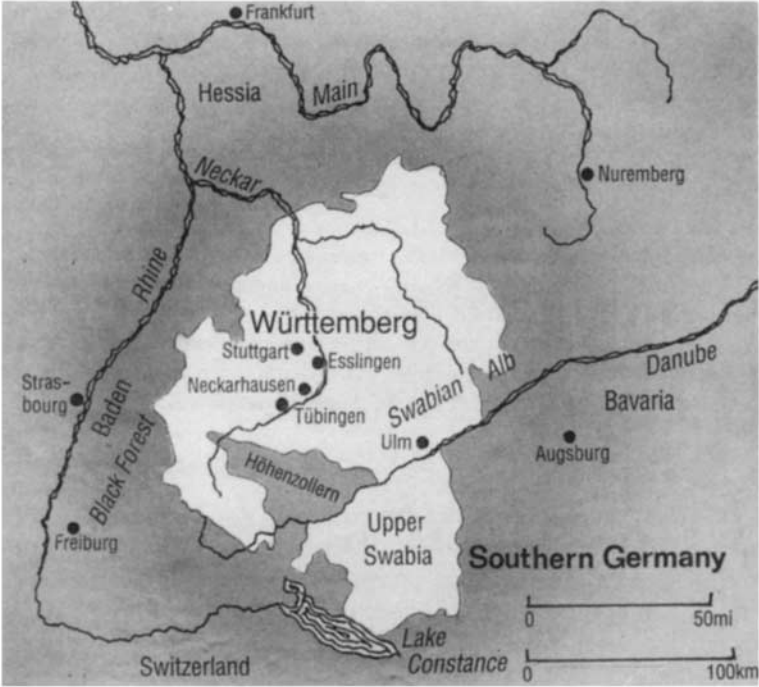 Frankfurt
Hessia
Main
Neckar
Nuremberg
Rhine
Württemberg
Stuttgart
Esslingen
Swabian Alb
Danube
Stras-
bourg
Baden
Neckarhausen
Tübingen
Bavaria
Black Forest
Ulm
Augsburg
Höhenzollern
Freiburg
Upper
Swabia
Southern Germany
0
50mi
Lake
Constance
Switzerland
0
100km